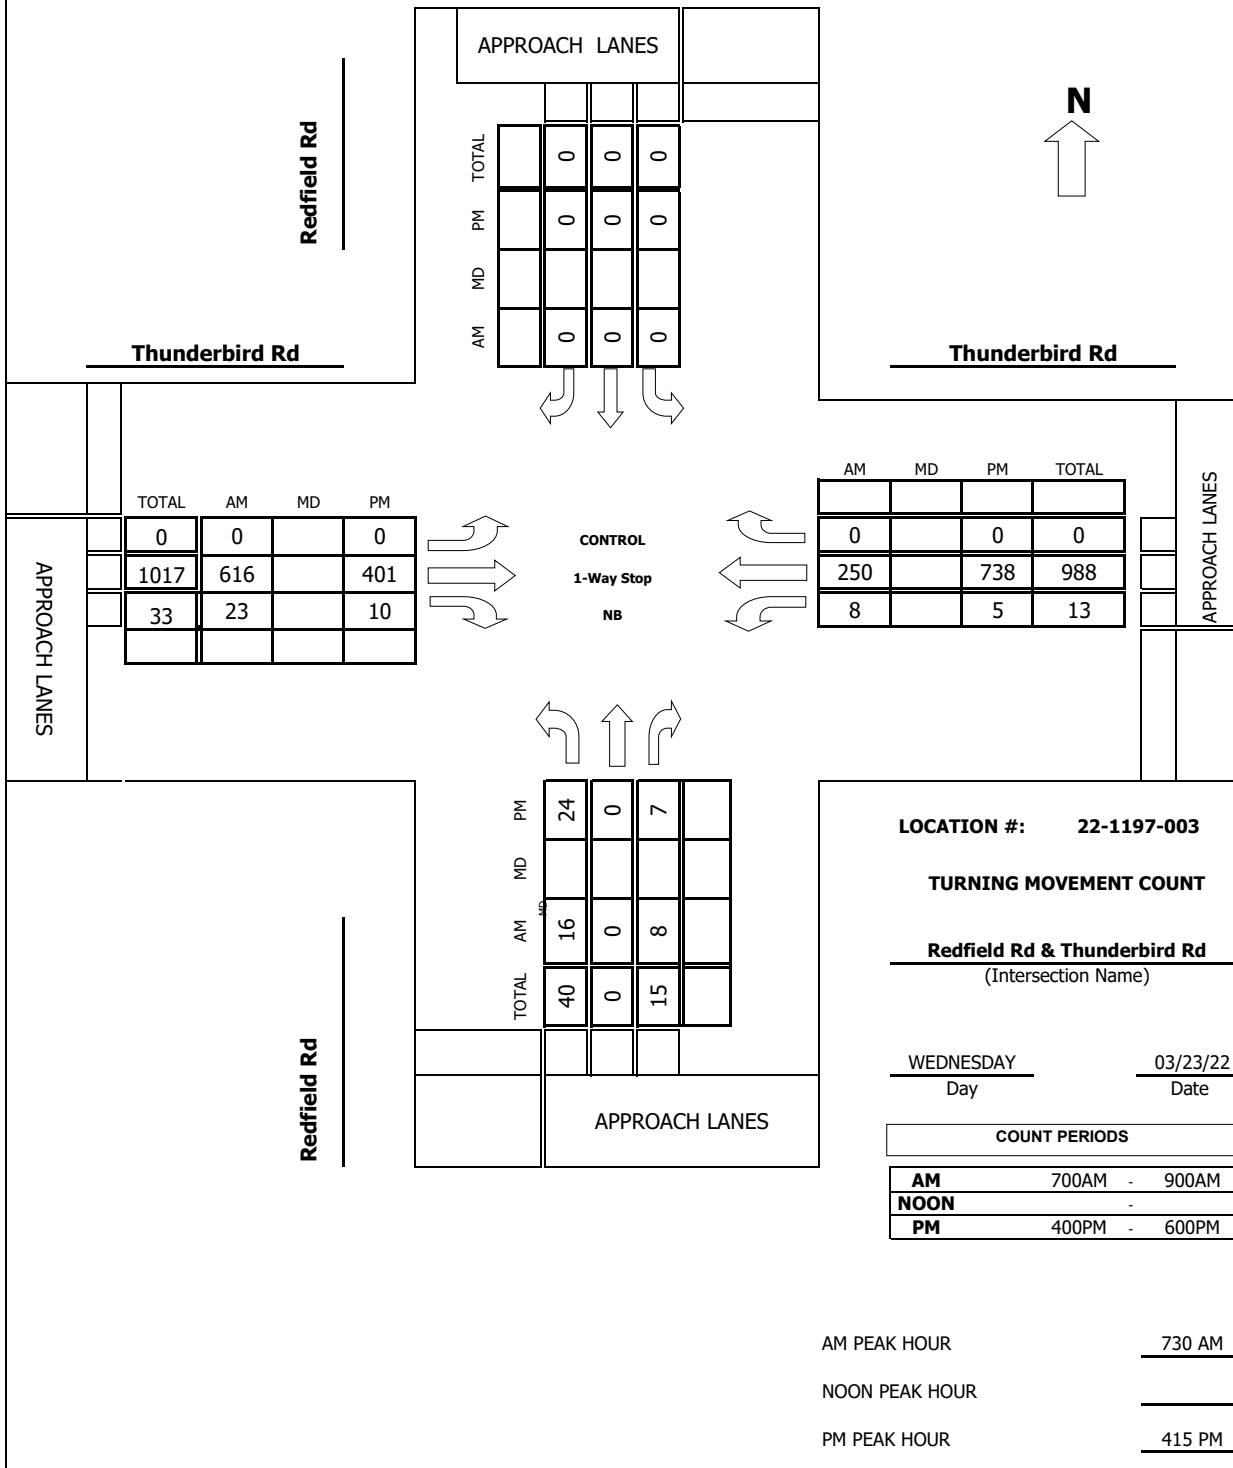 APPROACH LANES
N
Redfield Rd
TOTAL 0 0 0
PM 0 0 0
MD
AM 0 0 0
Thunderbird Rd
Thunderbird Rd
AM MD PM TOTAL
0 0 0
250 738 988
8 5 13
APPROACH LANES
TOTAL AM MD PM
0 0 0
1017 616 401
33 23 10
APPROACH LANES
CONTROL
1-Way Stop
NB
PM 24 0 7
MD
MD
AM 16 0 8
TOTAL 40 0 15
Redfield Rd
APPROACH LANES
LOCATION #: 22-1197-003
TURNING MOVEMENT COUNT
Redfield Rd & Thunderbird Rd
(Intersection Name)
WEDNESDAY 03/23/22
Day Date
COUNT PERIODS
AM 700AM - 900AM
NOON -
PM 400PM - 600PM
AM PEAK HOUR 730 AM
NOON PEAK HOUR
PM PEAK HOUR 415 PM